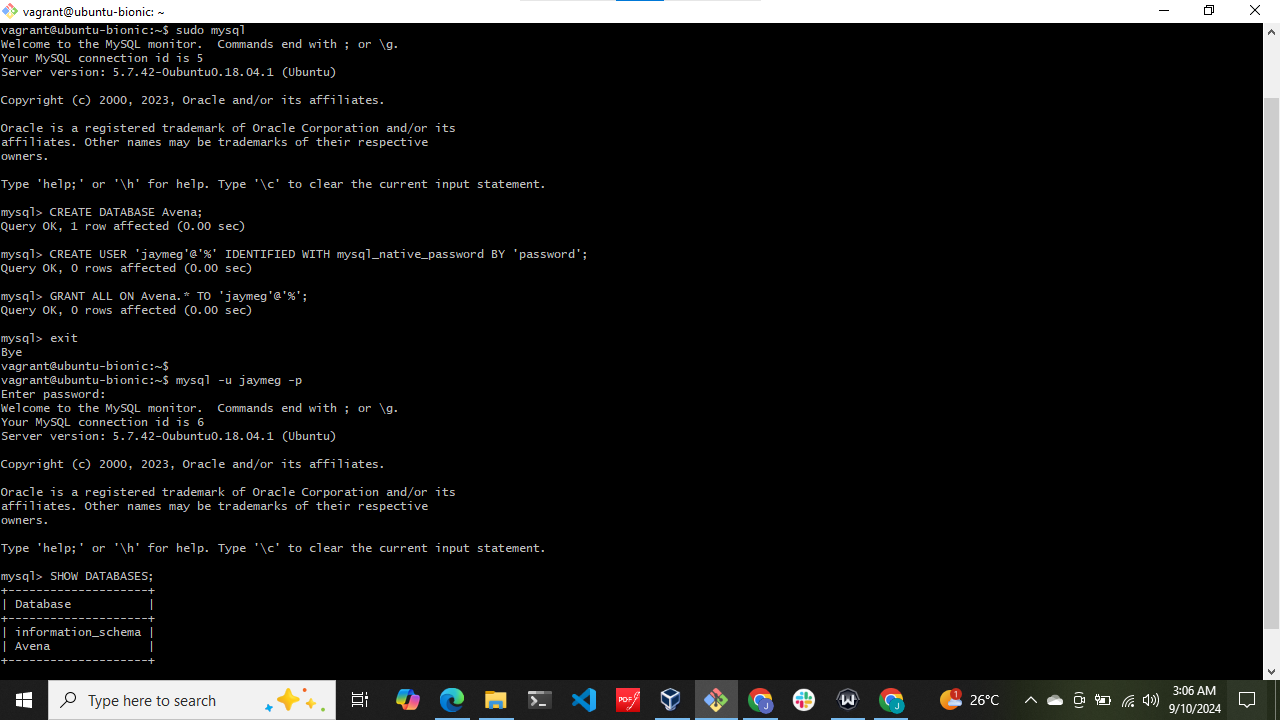 vagrant@ubuntu-bionic: ~
vagrant@ubuntu-bionic:~$ sudo mysql
Welcome to the MySQL monitor.  Commands end with ; or \g.
Your MySQL connection id is 5
Server version: 5.7.42-0ubuntu0.18.04.1 (Ubuntu)
Copyright (c) 2000, 2023, Oracle and/or its affiliates.
Oracle is a registered trademark of Oracle Corporation and/or its
affiliates. Other names may be trademarks of their respective
owners.
Type 'help;' or '\h' for help. Type '\c' to clear the current input statement.
mysql> CREATE DATABASE Avena;
Query OK, 1 row affected (0.00 sec)
mysql> CREATE USER 'jaymeg'@'%' IDENTIFIED WITH mysql_native_password BY 'password';
Query OK, 0 rows affected (0.00 sec)
mysql> GRANT ALL ON Avena.* TO 'jaymeg'@'%';
Query OK, 0 rows affected (0.00 sec)
mysql> exit
Bye
vagrant@ubuntu-bionic:~$
vagrant@ubuntu-bionic:~$ mysql -u jaymeg -p
Enter password:
Welcome to the MySQL monitor.  Commands end with ; or \g.
Your MySQL connection id is 6
Server version: 5.7.42-0ubuntu0.18.04.1 (Ubuntu)
Copyright (c) 2000, 2023, Oracle and/or its affiliates.
Oracle is a registered trademark of Oracle Corporation and/or its
affiliates. Other names may be trademarks of their respective
owners.
Type 'help;' or '\h' for help. Type '\c' to clear the current input statement.
mysql> SHOW DATABASES;
+--------------------+
| Database           |
+--------------------+
| information_schema |
| Avena              |
+--------------------+
Type here to search
PDF
J
W
J
1
26°C
3:06 AM
9/10/2024